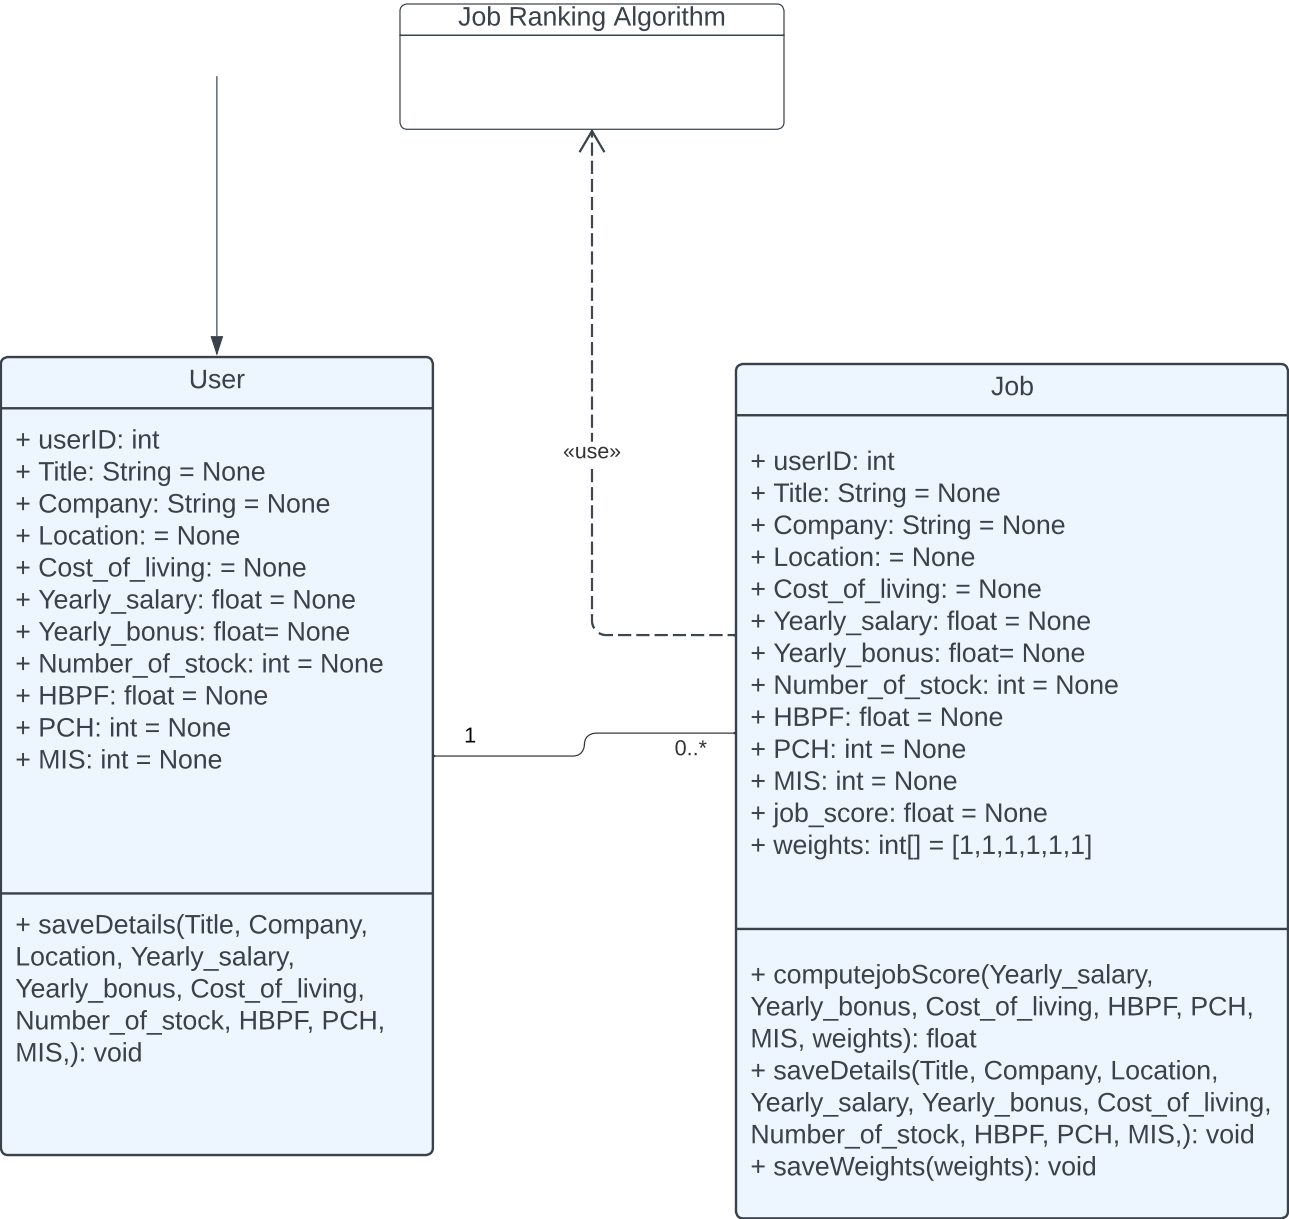 Job Ranking Algorithm
User
+ userID: int
+ Title: String = None
+ Company: String = None
+ Location: = None
+ Cost_of_living: = None
+ Yearly_salary: float = None
+ Yearly_bonus: float= None
+ Number_of_stock: int = None
+ HBPF: float = None
+ PCH: int = None
+ MIS: int = None
+ saveDetails(Title, Company,
Location, Yearly_salary,
Yearly_bonus, Cost_of_living,
Number_of_stock, HBPF, PCH,
MIS,): void
«use»
1
0..*
Job
+ userID: int
+ Title: String = None
+ Company: String = None
+ Location: = None
+ Cost_of_living: = None
+ Yearly_salary: float = None
+ Yearly_bonus: float= None
+ Number_of_stock: int = None
+ HBPF: float = None
+ PCH: int = None
+ MIS: int = None
+ job_score: float = None
+ weights: int[] = [1,1,1,1,1,1]
+ computejobScore(Yearly_salary,
Yearly_bonus, Cost_of_living, HBPF, PCH,
MIS, weights): float
+ saveDetails(Title, Company, Location,
Yearly_salary, Yearly_bonus, Cost_of_living,
Number_of_stock, HBPF, PCH, MIS,): void
+ saveWeights(weights): void